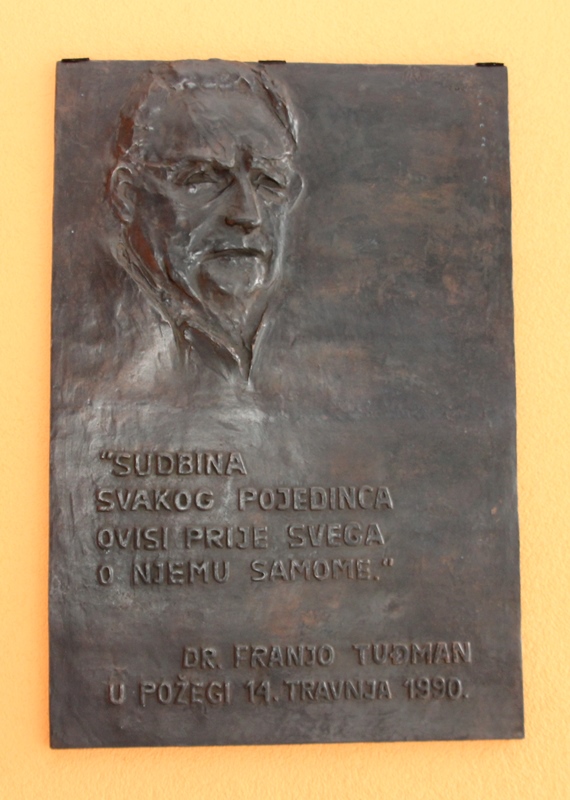 “SUDBINA
SVAKOG POJEDINCA
OVISI PRIJE SVEGA
O NJEMU SAMOME.“
DR. FRANJO TUĐMAN
U POŽEGI 14. TRAVNJA 1990.